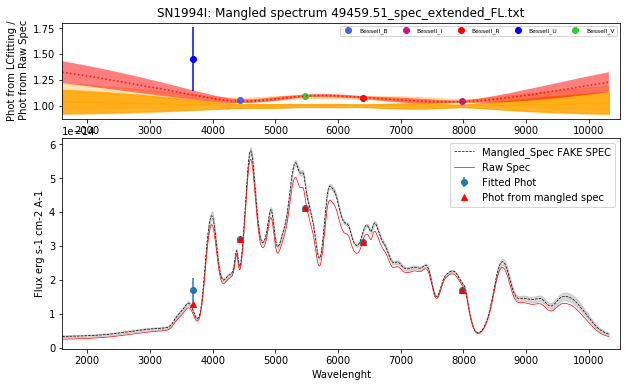 SN1994I: Mangled spectrum 49459.51_spec_extended_FL.txt
Phot from LCfitting /
Phot from Raw Spec
1.75
1.50
1.25
1.00
Bessell_B
Bessell_I
Bessell_R
Bessell_U
Bessell_V
2000 3000 4000 5000 6000 7000 8000 9000 10000
1e−14
Flux erg s-1 cm-2 A-1
6
5
4
3
2
1
0
Mangled_Spec FAKE SPEC
Raw Spec
Fitted Phot
Phot from mangled spec
2000 3000 4000 5000 6000 7000 8000 9000 10000
Wavelenght